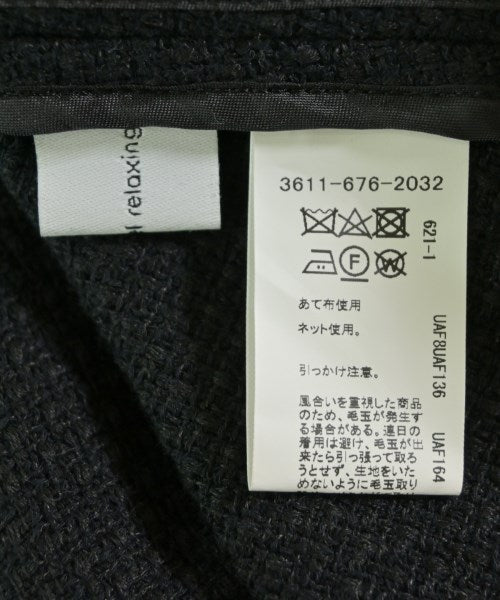 l relaxing
3611-676-2032
621-1
F
W
あて布使用
ネット使用。
引っかけ注意。
風合いを重視した商品
のため、毛玉が発生す
る場合がある。連日の
着用は避け、毛玉が出
来たら引っ張って取ろ
うとせず、生地をいた
めないように毛玉取り
UAF8UAF136
UAF164